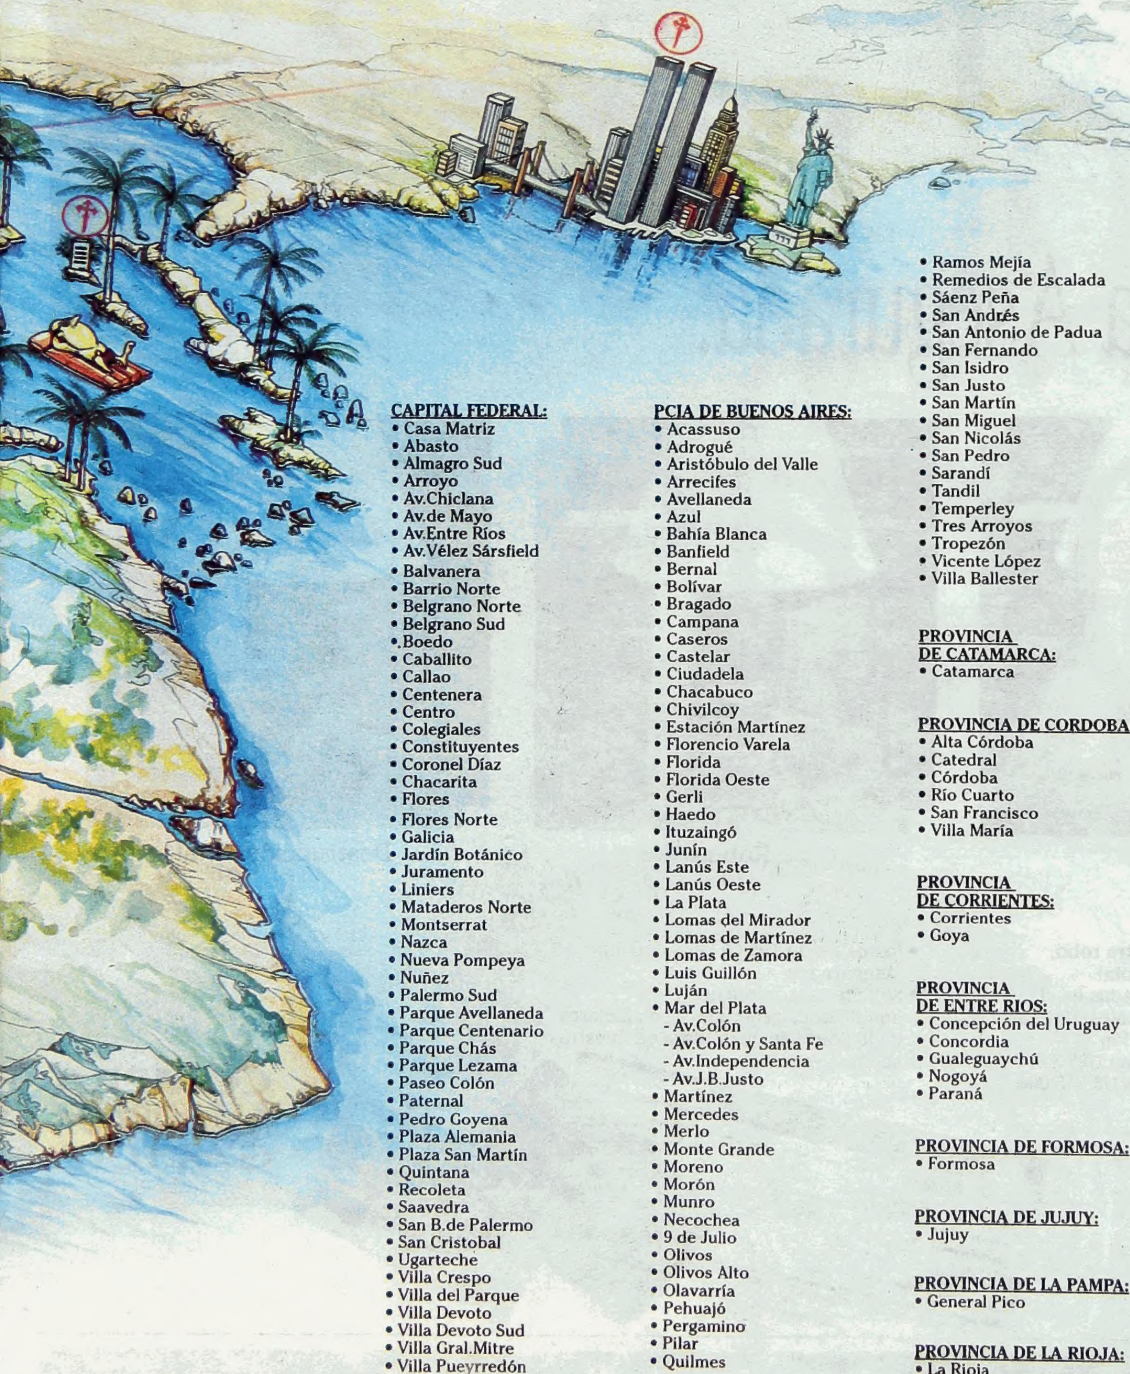 CAPITAL FEDERAL:
• Casa Matriz
• Abasto
• Almagro Sud
• Arroyo
• Av.Chiclana
• Av.de Mayo
• Av.Entre Ríos
• Av.Vélez Sársfield
• Balvanera
• Barrio Norte
• Belgrano Norte
• Belgrano Sud
• Boedo
• Caballito
• Callao
• Centenera
• Centro
• Colegiales
• Constituyentes
• Coronel Díaz
• Chacarita
• Flores
• Flores Norte
• Galicia
• Jardín Botánico
• Juramento
• Liniers
• Mataderos Norte
• Montserrat
• Nazca
• Nueva Pompeya
• Nuñez
• Palermo Sud
• Parque Avellaneda
• Parque Centenario
• Parque Chás
• Parque Lezama
• Paseo Colón
• Paternal
• Pedro Goyena
• Plaza Alemania
• Plaza San Martín
• Quintana
• Recoleta
• Saavedra
• San B.de Palermo
• San Cristobal
• Ugarteche
• Villa Crespo
• Villa del Parque
• Villa Devoto
• Villa Devoto Sud
• Villa Gral.Mitre
• Villa Pueyrredón
PCIA DE BUENOS AIRES:
• Acassuso
• Adrogué
• Aristóbulo del Valle
• Arrecifes
• Avellaneda
• Azul
• Bahía Blanca
• Banfield
• Bernal
• Bolívar
• Bragado
• Campana
• Caseros
• Castelar
• Ciudadela
• Chacabuco
• Chivilcoy
• Estación Martínez
• Florencio Varela
• Florida
• Florida Oeste
• Gerli
• Haedo
• Ituzaingó
• Junín
• Lanús Este
• Lanús Oeste
• La Plata
• Lomas del Mirador
• Lomas de Martínez
• Lomas de Zamora
• Luis Guillón
• Luján
• Mar del Plata
- Av.Colón
- Av.Colón y Santa Fe
- Av.Independencia
- Av.J.B.Justo
• Martínez
• Mercedes
• Merlo
• Monte Grande
• Moreno
• Morón
• Munro
• Necochea
• 9 de Julio
• Olivos
• Olivos Alto
• Olavarría
• Pehuajó
• Pergamino
• Pilar
• Quilmes
• Ramos Mejía
• Remedios de Escalada
• Sáenz Peña
• San Andrés
• San Antonio de Padua
• San Fernando
• San Isidro
• San Justo
• San Martín
• San Miguel
• San Nicolás
• San Pedro
• Sarandí
• Tandil
• Temperley
• Tres Arroyos
• Tropezón
• Vicente López
• Villa Ballester
PROVINCIA
DE CATAMARCA:
• Catamarca
PROVINCIA DE CORDOBA
• Alta Córdoba
• Catedral
• Córdoba
• Río Cuarto
• San Francisco
• Villa María
PROVINCIA
DE CORRIENTES:
• Corrientes
• Goya
PROVINCIA
DE ENTRE RIOS:
• Concepción del Uruguay
• Concordia
• Gualeguaychú
• Nogoyá
• Paraná
PROVINCIA DE FORMOSA:
• Formosa
PROVINCIA DE JUJUY:
• Jujuy
PROVINCIA DE LA PAMPA:
• General Pico
PROVINCIA DE LA RIOJA:
• La Rioja